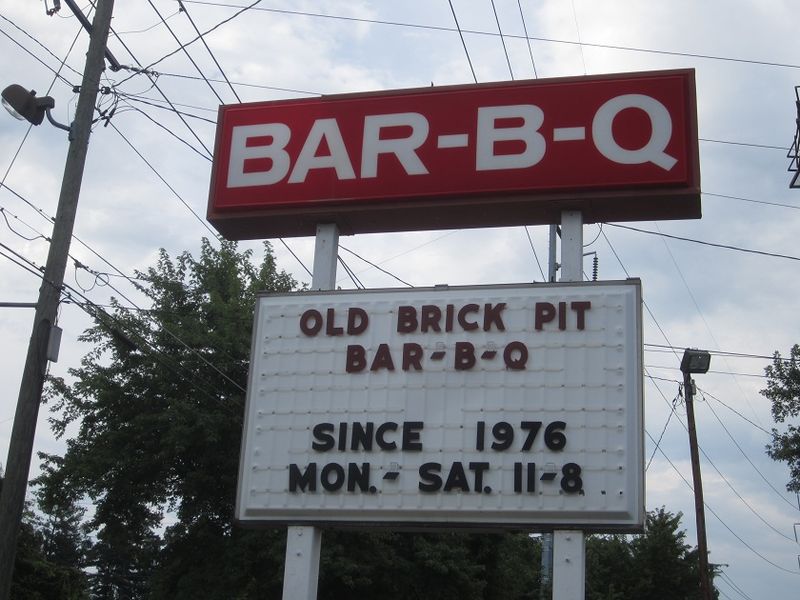 BAR-B-Q
OLD BRICK PIT
BAR-B-Q
SINCE 1976
MON.- SAT. 11-8